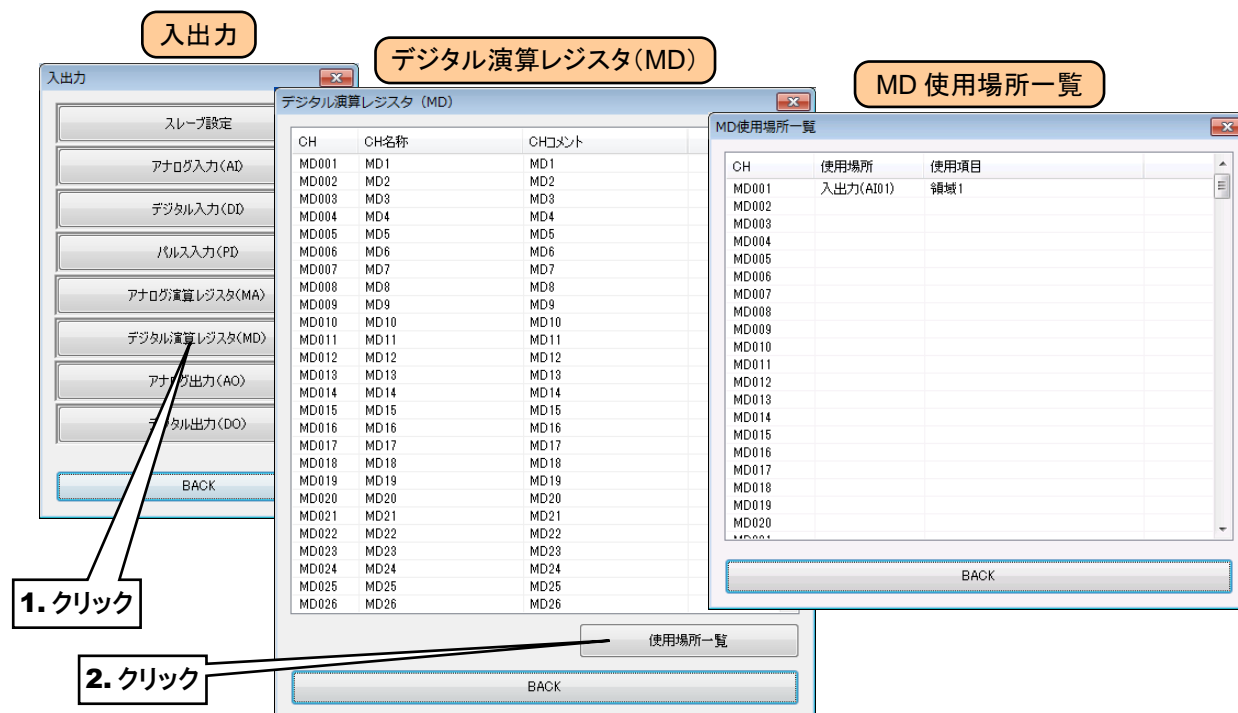 入出力
デジタル演算レジスタ(MD)
MD 使用場所一覧
入出力
スレーブ設定
アナログ入力(AI)
デジタル入力(DI)
パルス入力(PI)
アナログ演算レジスタ(MA)
デジタル演算レジスタ(MD)
アナログ出力(AO)
タル出力(DO)
BACK
1. クリック
デジタル演算レジスタ (MD)
CH CH名称 CHコメント
MD001 MD1 MD1
MD002 MD2 MD2
MD003 MD3 MD3
MD004 MD4 MD4
MD005 MD5 MD5
MD006 MD6 MD6
MD007 MD7 MD7
MD008 MD8 MD8
MD009 MD9 MD9
MD010 MD10 MD10
MD011 MD11 MD11
MD012 MD12 MD12
MD013 MD13 MD13
MD014 MD14 MD14
MD015 MD15 MD15
MD016 MD16 MD16
MD017 MD17 MD17
MD018 MD18 MD18
MD019 MD19 MD19
MD020 MD20 MD20
MD021 MD21 MD21
MD022 MD22 MD22
MD023 MD23 MD23
MD024 MD24 MD24
MD025 MD25 MD25
MD026 MD26 MD26
使用場所一覧
2. クリック
BACK
MD使用場所一覧
CH 使用場所 使用項目
MD001 入出力(AI01) 領域1
MD002
MD003
MD004
MD005
MD006
MD007
MD008
MD009
MD010
MD011
MD012
MD013
MD014
MD015
MD016
MD017
MD018
MD019
MD020
BACK